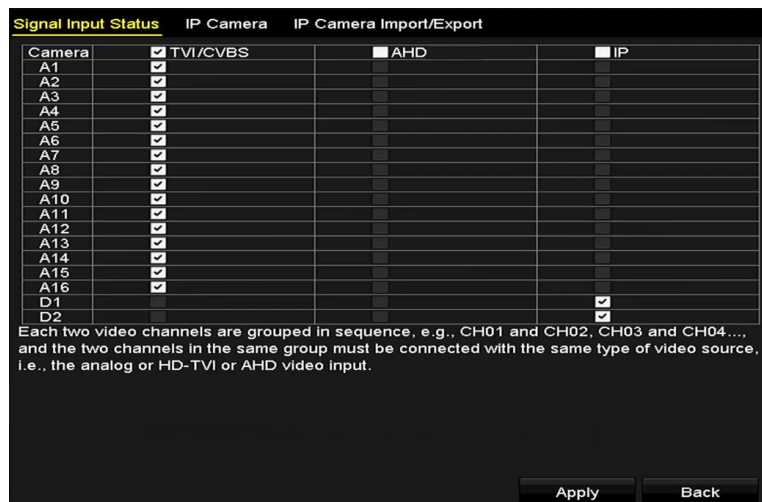 Signal Input Status IP Camera IP Camera Import/Export
Camera TVI/CVBS AHD IP
A1
A2
A3
A4
A5
A6
A7
A8
A9
A10
A11
A12
A13
A14
A15
A16
D1
D2
Each two video channels are grouped in sequence, e.g., CH01 and CH02, CH03 and CH04...,
and the two channels in the same group must be connected with the same type of video source,
i.e., the analog or HD-TVI or AHD video input.
Apply Back